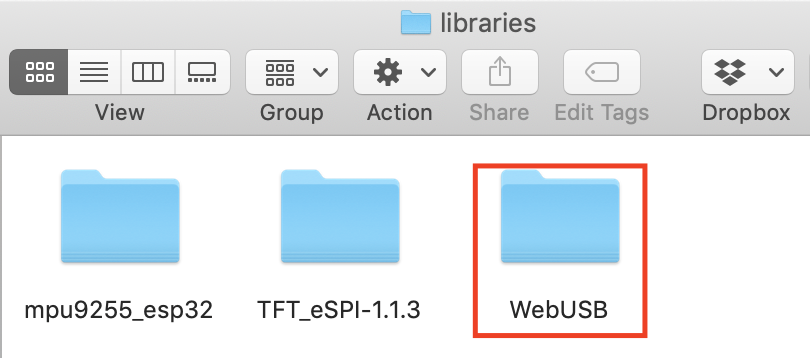 libraries
View
Group
Action
Share
Edit Tags
Dropbox
mpu9255_esp32
TFT_eSPI-1.1.3
WebUSB